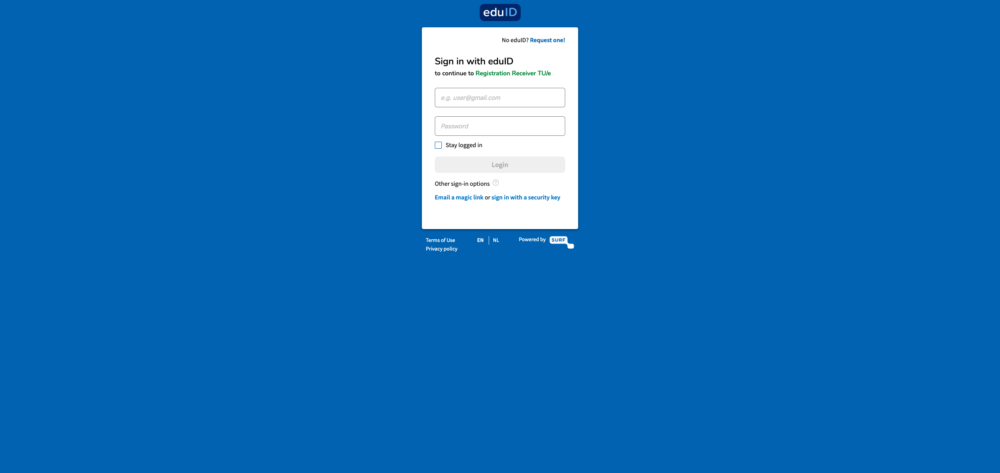 eduID
No eduID? Request one!
Sign in with eduID
to continue to Registration Receiver TU/e
e.g. user@gmail.com
Password
Stay logged in
Login
Other sign-in options ?
Email a magic link or sign in with a security key
Terms of Use
Privacy policy
EN | NL
Powered by SURF